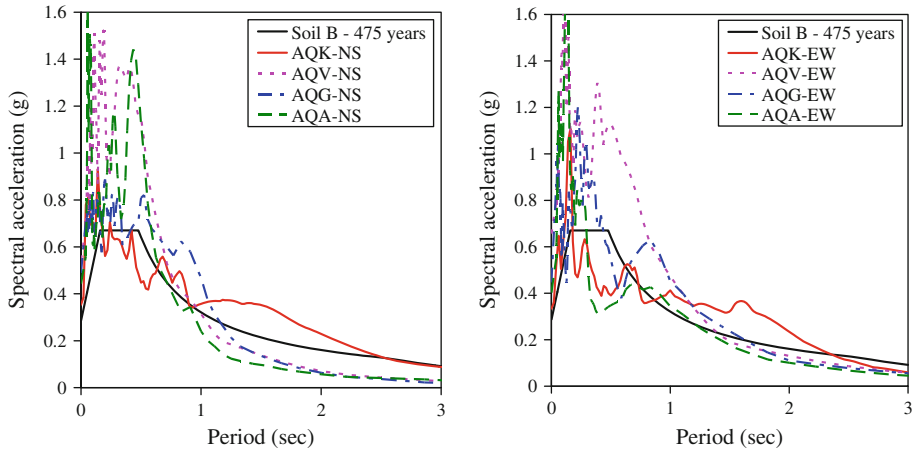 1.6
1.4
1.2
1
0.8
0.6
0.4
0.2
0
Spectral acceleration (g)
Soil B - 475 years
AQK-NS
AQV-NS
AQG-NS
AQA-NS
0 1 2 3
Period (sec)
1.6
1.4
1.2
1
0.8
0.6
0.4
0.2
0
Spectral acceleration (g)
Soil B - 475 years
AQK-EW
AQV-EW
AQG-EW
AQA-EW
0 1 2 3
Period (sec)